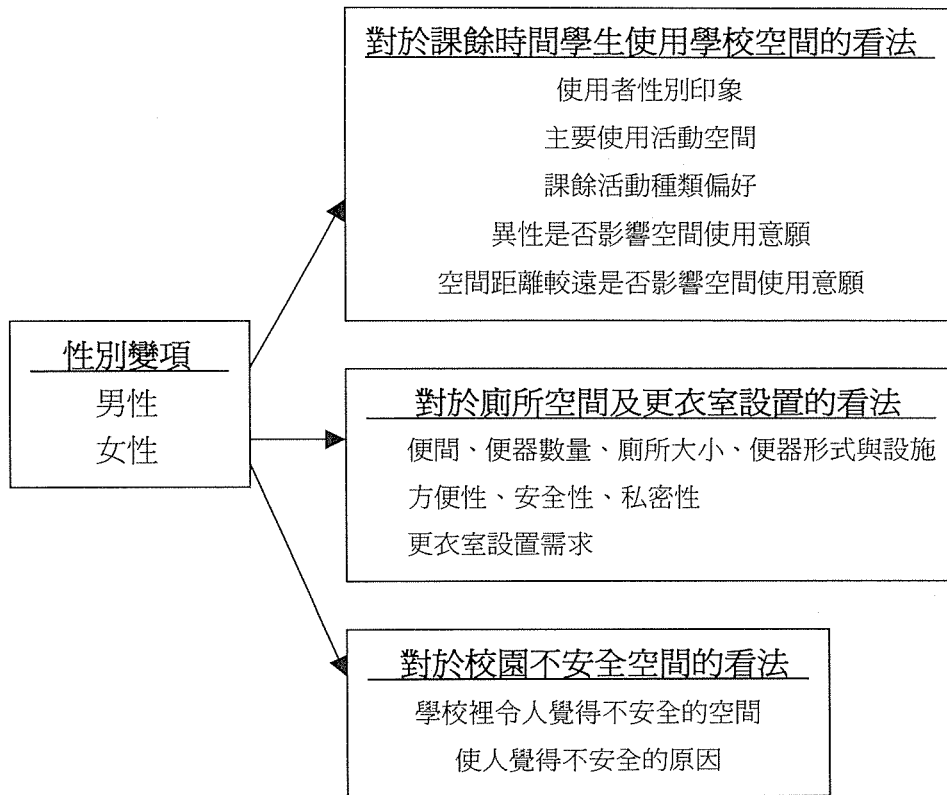 對於課餘時間學生使用學校空間的看法
使用者性別印象
主要使用活動空間
課餘活動種類偏好
異性是否影響空間使用意願
空間距離較遠是否影響空間使用意願
性別變項
男性
女性
對於廁所空間及更衣室設置的看法
便間、便器數量、廁所大小、便器形式與設施
方便性、安全性、私密性
更衣室設置需求
對於校園不安全空間的看法
學校裡令人覺得不安全的空間
使人覺得不安全的原因